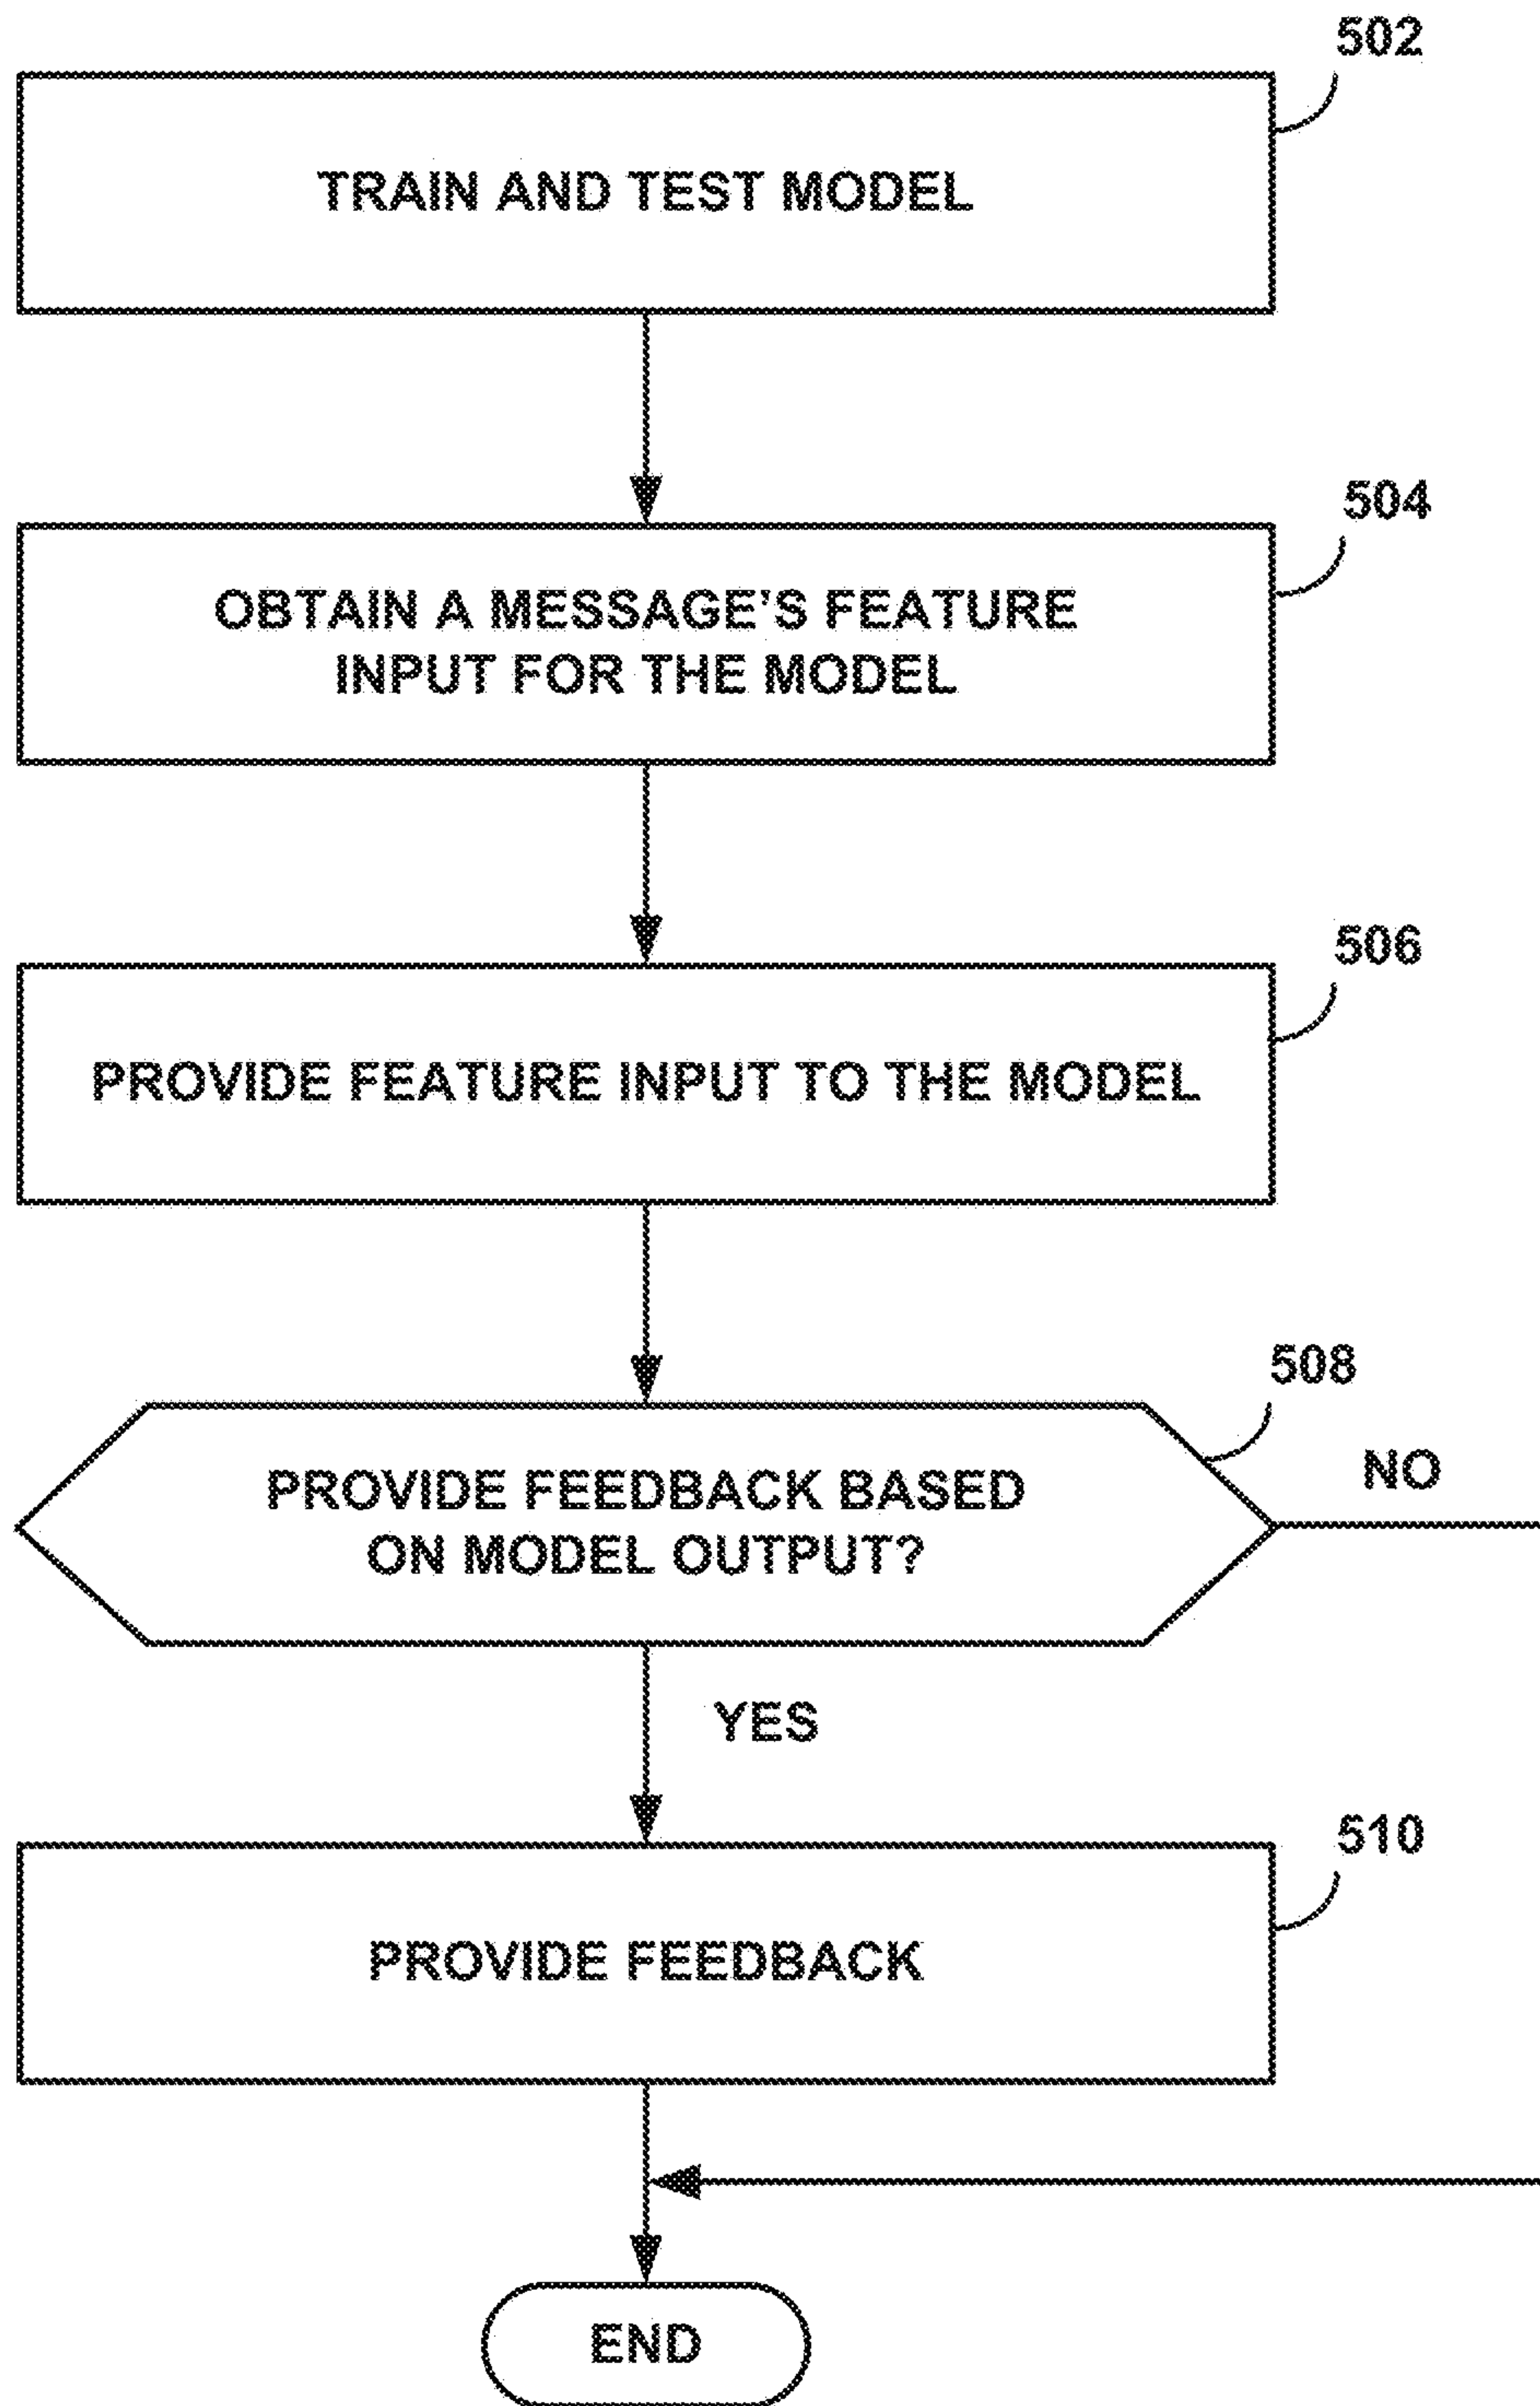 502
TRAIN AND TEST MODEL
504
OBTAIN A MESSAGE'S FEATURE
INPUT FOR THE MODEL
506
PROVIDE FEATURE INPUT TO THE MODEL
508
PROVIDE FEEDBACK BASED
ON MODEL OUTPUT?
NO
YES
510
PROVIDE FEEDBACK
END